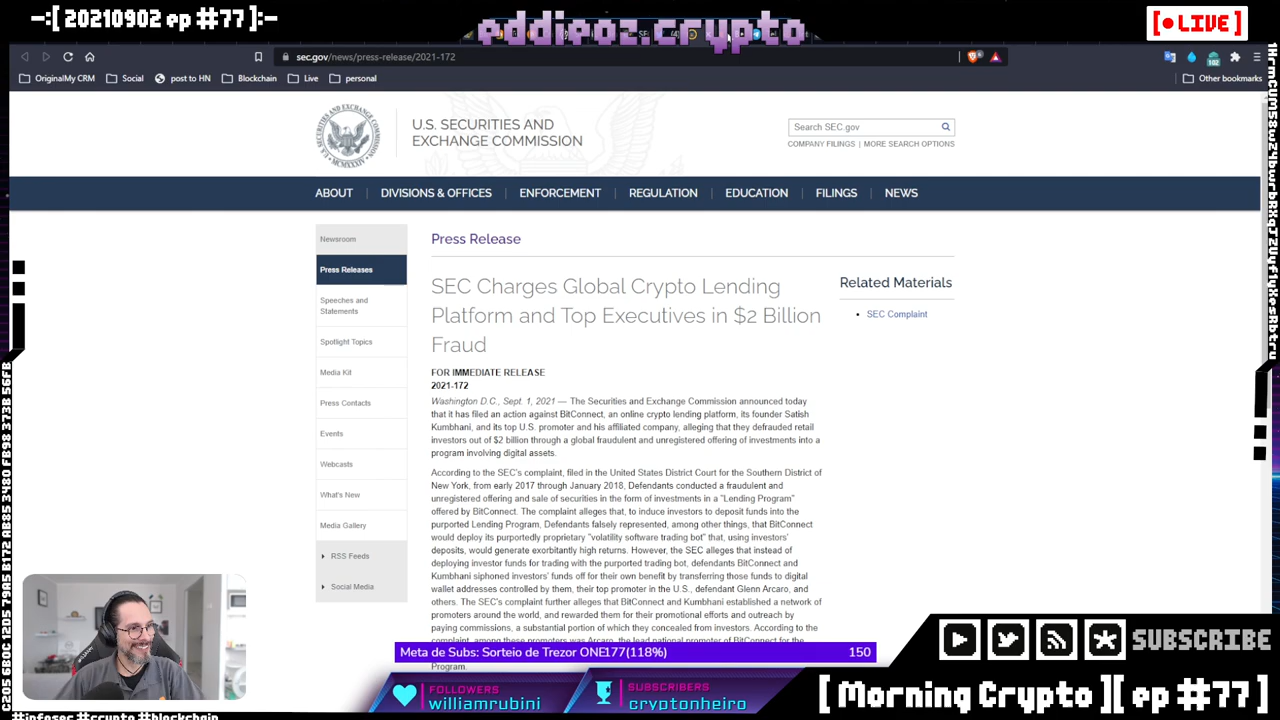 -:[ 20210902 ep #77 ]:-
eddieoz.crypto
[●LIVE]
sec.gov/news/press-release/2021-172
OriginalMy CRM
Social
post to HN
Blockchain
Live
personal
Other bookmarks
U.S. SECURITIES AND
EXCHANGE COMMISSION
Search SEC.gov
COMPANY FILINGS | MORE SEARCH OPTIONS
ABOUT
DIVISIONS & OFFICES
ENFORCEMENT
REGULATION
EDUCATION
FILINGS
NEWS
Newsroom
Press Releases
Speeches and
Statements
Spotlight Topics
Media Kit
Press Contacts
Events
Webcasts
What's New
Media Gallery
RSS Feeds
Social Media
Press Release
SEC Charges Global Crypto Lending
Platform and Top Executives in $2 Billion
Fraud
FOR IMMEDIATE RELEASE
2021-172
Washington D.C., Sept. 1, 2021 — The Securities and Exchange Commission announced today
that it has filed an action against BitConnect, an online crypto lending platform, its founder Satish
Kumbhani, and its top U.S. promoter and his affiliated company, alleging that they defrauded retail
investors out of $2 billion through a global fraudulent and unregistered offering of investments into a
program involving digital assets.
According to the SEC's complaint, filed in the United States District Court for the Southern District of
New York, from early 2017 through January 2018, Defendants conducted a fraudulent and
unregistered offering and sale of securities in the form of investments in a "Lending Program"
offered by BitConnect. The complaint alleges that, to induce investors to deposit funds into the
purported Lending Program, Defendants falsely represented, among other things, that BitConnect
would deploy its purportedly proprietary "volatility software trading bot" that, using investors'
deposits, would generate exorbitantly high returns. However, the SEC alleges that instead of
deploying investor funds for trading with the purported trading bot, defendants BitConnect and
Kumbhani siphoned investors' funds off for their own benefit by transferring those funds to digital
wallet addresses controlled by them, their top promoter in the U.S., defendant Glenn Arcaro, and
others. The SEC's complaint further alleges that BitConnect and Kumbhani established a network of
promoters around the world, and rewarded them for their promotional efforts and outreach by
paying commissions, a substantial portion of which they concealed from investors. According to the
complaint, among these promoters was Arcaro, the lead national promoter of BitConnect for the
Program.
Related Materials
SEC Complaint
Meta de Subs: Sorteio de Trezor ONE177(118%)
150
FOLLOWERS
williamrubini
SUBSCRIBERS
cryptonheiro
SUBSCRIBE
[ Morning Crypto ][ ep #77 ]
#infosec #crypto #blockchain